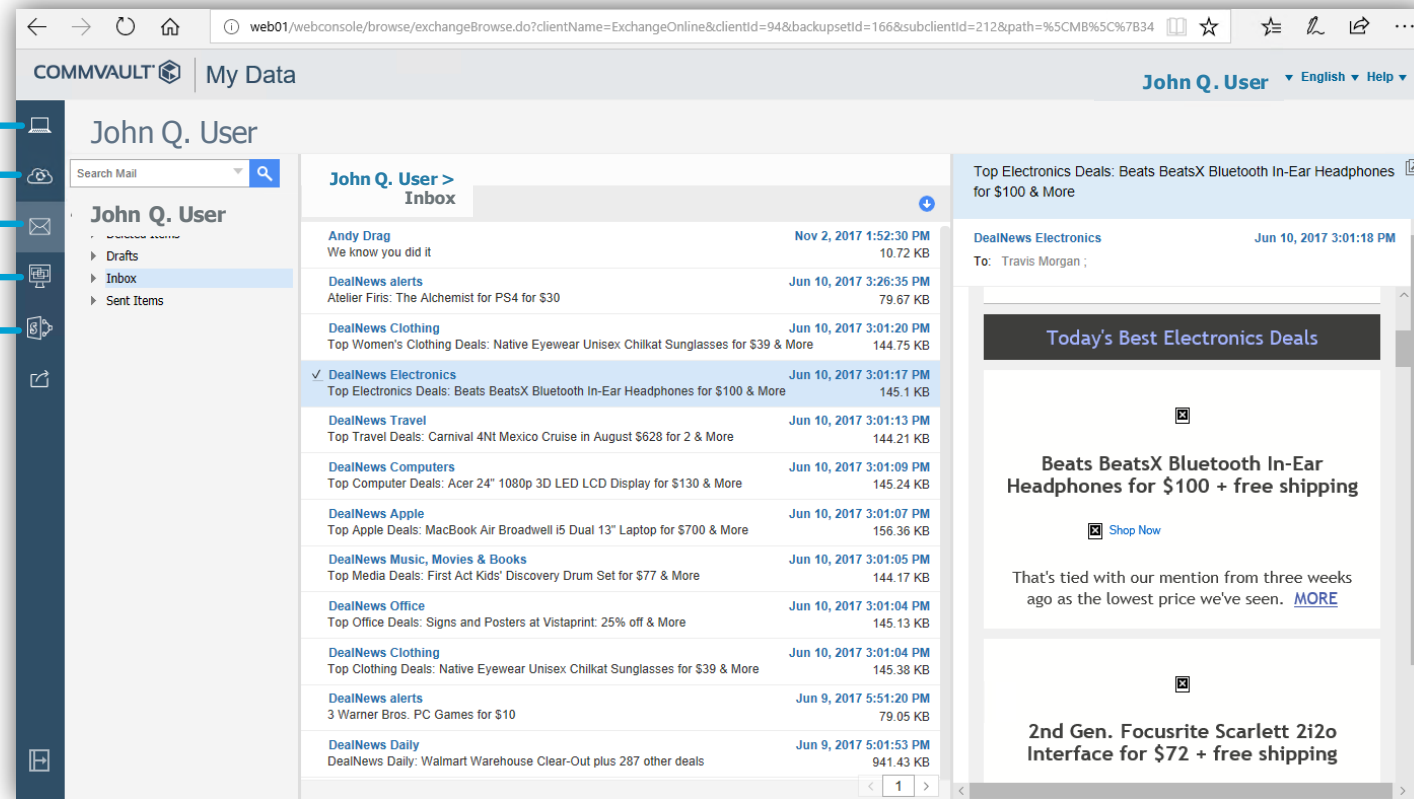 web01/webconsole/browse/exchangeBrowse.do?clientName=ExchangeOnline&clientId=94&backupsetId=166&subclientId=212&path=%5CMB%5C%7B34
COMMVAULT My Data
John Q. User English Help
John Q. User
Search Mail
John Q. User
Deleted Items
Drafts
Inbox
Sent Items
John Q. User >
Inbox
Andy Drag Nov 2, 2017 1:52:30 PM
We know you did it 10.72 KB
DealNews alerts Jun 10, 2017 3:26:35 PM
Atelier Firis: The Alchemist for PS4 for $30 79.67 KB
DealNews Clothing Jun 10, 2017 3:01:20 PM
Top Women's Clothing Deals: Native Eyewear Unisex Chilkat Sunglasses for $39 & More 144.75 KB
DealNews Electronics Jun 10, 2017 3:01:17 PM
Top Electronics Deals: Beats BeatsX Bluetooth In-Ear Headphones for $100 & More 145.1 KB
DealNews Travel Jun 10, 2017 3:01:13 PM
Top Travel Deals: Carnival 4Nt Mexico Cruise in August $628 for 2 & More 144.21 KB
DealNews Computers Jun 10, 2017 3:01:09 PM
Top Computer Deals: Acer 24" 1080p 3D LED LCD Display for $130 & More 145.24 KB
DealNews Apple Jun 10, 2017 3:01:07 PM
Top Apple Deals: MacBook Air Broadwell i5 Dual 13" Laptop for $700 & More 156.36 KB
DealNews Music, Movies & Books Jun 10, 2017 3:01:05 PM
Top Media Deals: First Act Kids' Discovery Drum Set for $77 & More 144.17 KB
DealNews Office Jun 10, 2017 3:01:04 PM
Top Office Deals: Signs and Posters at Vistaprint: 25% off & More 145.13 KB
DealNews Clothing Jun 10, 2017 3:01:04 PM
Top Clothing Deals: Native Eyewear Unisex Chilkat Sunglasses for $39 & More 145.38 KB
DealNews alerts Jun 9, 2017 5:51:20 PM
3 Warner Bros. PC Games for $10 79.05 KB
DealNews Daily Jun 9, 2017 5:01:53 PM
DealNews Daily: Walmart Warehouse Clear-Out plus 287 other deals 941.43 KB
1
Top Electronics Deals: Beats BeatsX Bluetooth In-Ear Headphones
for $100 & More
DealNews Electronics Jun 10, 2017 3:01:18 PM
To: Travis Morgan ;
Today's Best Electronics Deals
Beats BeatsX Bluetooth In-Ear
Headphones for $100 + free shipping
Shop Now
That's tied with our mention from three weeks
ago as the lowest price we've seen. MORE
2nd Gen. Focusrite Scarlett 2i2o
Interface for $72 + free shipping